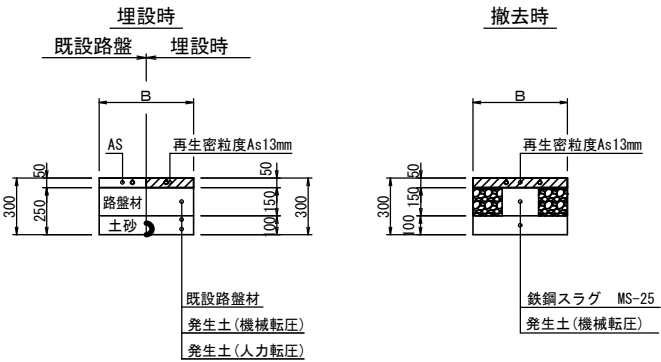 埋設時
既設路盤
埋設時
B
AS
再生密粒度As13mm
50
300
250
路盤材
土砂
50
150
100
300
既設路盤材
発生土(機械転圧)
発生土(人力転圧)
撤去時
B
再生密粒度As13mm
50
300
150
100
鉄鋼スラグ MS-25
発生土(機械転圧)